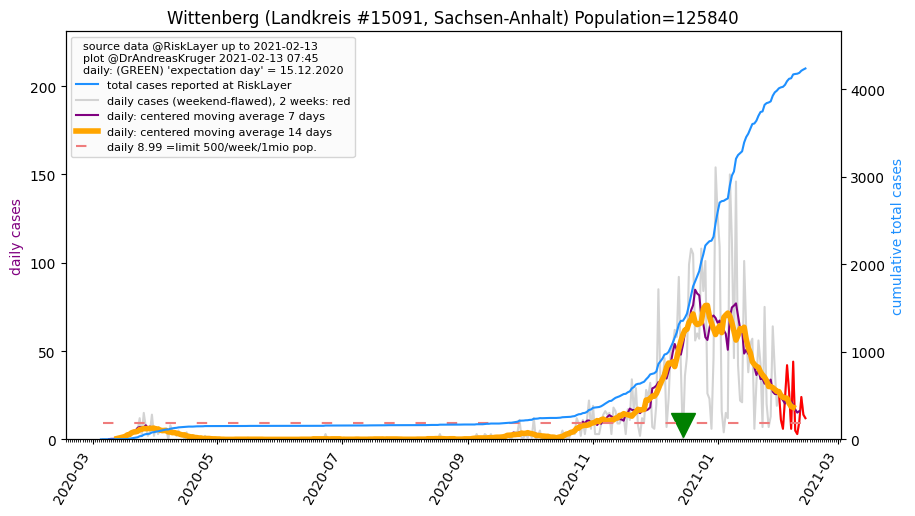 Wittenberg (Landkreis #15091, Sachsen-Anhalt) Population=125840
source data @RiskLayer up to 2021-02-13
plot @DrAndreasKruger 2021-02-13 07:45
daily: (GREEN) 'expectation day' = 15.12.2020
total cases reported at RiskLayer
daily cases (weekend-flawed), 2 weeks: red
daily: centered moving average 7 days
daily: centered moving average 14 days
daily 8.99 =limit 500/week/1mio pop.
daily cases
200
150
100
50
0
cumulative total cases
4000
3000
2000
1000
0
2020-03
2020-05
2020-07
2020-09
2020-11
2021-01
2021-03